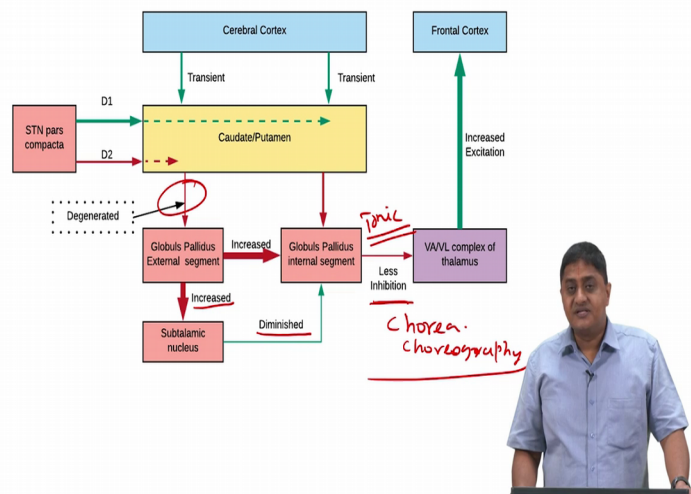 Cerebral Cortex
Frontal Cortex
Transient
Transient
D1
STN pars
compacta
Caudate/Putamen
Increased
Excitation
D2
Degenerated
Tonic
Globuls Pallidus
External segment
Increased
Globuls Pallidus
internal segment
VA/VL complex of
thalamus
Less
Inhibition
Increased
Chorea.
Choreography
Diminished
Subtalamic
nucleus